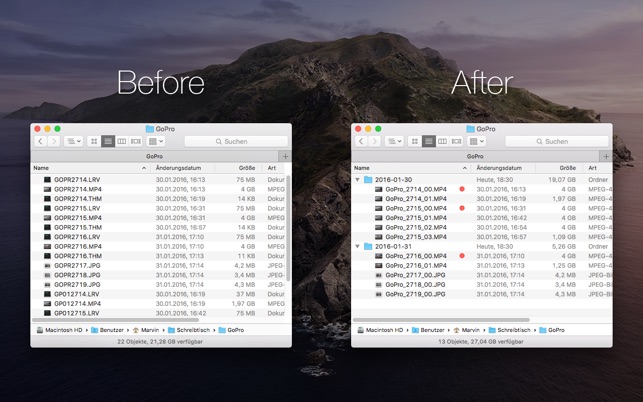 Before
After
GoPro
Suchen
GoPro
Name Änderungsdatum Größe Art
GOPR2714.LRV 30.01.2016, 16:13 75 MB Dokur
GOPR2714.MP4 30.01.2016, 16:13 4 GB MPEG
GOPR2714.THM 30.01.2016, 16:19 14 KB Dokur
GOPR2715.LRV 30.01.2016, 16:31 75 MB Dokur
GOPR2715.MP4 30.01.2016, 16:31 4 GB MPEG
GOPR2715.THM 30.01.2016, 16:57 14 KB Dokur
GOPR2716.LRV 31.01.2016, 17:10 75 MB Dokur
GOPR2716.MP4 31.01.2016, 17:10 4 GB MPEG
GOPR2716.THM 31.01.2016, 17:13 11 KB Dokur
GOPR2717.JPG 31.01.2016, 17:14 4,2 MB JPEG-
GOPR2718.JPG 31.01.2016, 17:14 3,4 MB JPEG-
GOPR2719.JPG 31.01.2016, 17:14 4,3 MB JPEG-
GP012714.LRV 30.01.2016, 16:19 37 MB Dokur
GP012714.MP4 30.01.2016, 16:19 1,97 GB MPEG
GP012715.LRV 30.01.2016, 16:42 75 MB Dokur
Macintosh HD Benutzer Marvin Schreibtisch GoPro
22 Objekte, 21,28 GB verfügbar
GoPro
Suchen
GoPro
Name Änderungsdatum Größe Art
2016-01-30 Heute, 18:30 19,07 GB Ordner
GoPro_2714_00.MP4 30.01.2016, 16:13 4 GB MPEG-4
GoPro_2714_01.MP4 30.01.2016, 16:19 1,97 GB MPEG-4
GoPro_2715_00.MP4 30.01.2016, 16:31 4 GB MPEG-4
GoPro_2715_01.MP4 30.01.2016, 16:42 4 GB MPEG-4
GoPro_2715_02.MP4 30.01.2016, 16:54 4 GB MPEG-4
GoPro_2715_03.MP4 30.01.2016, 16:57 1,09 GB MPEG-4
2016-01-31 Heute, 18:30 5,26 GB Ordner
GoPro_2716_00.MP4 31.01.2016, 17:10 4 GB MPEG-4
GoPro_2716_01.MP4 31.01.2016, 17:13 1,25 GB MPEG-4
GoPro_2717_00.JPG 31.01.2016, 17:14 4,2 MB JPEG-Bi
GoPro_2718_00.JPG 31.01.2016, 17:14 3,4 MB JPEG-Bi
GoPro_2719_00.JPG 31.01.2016, 17:14 4,3 MB JPEG-Bi
Macintosh HD Benutzer Marvin Schreibtisch GoPro
13 Objekte, 27,04 GB verfügbar